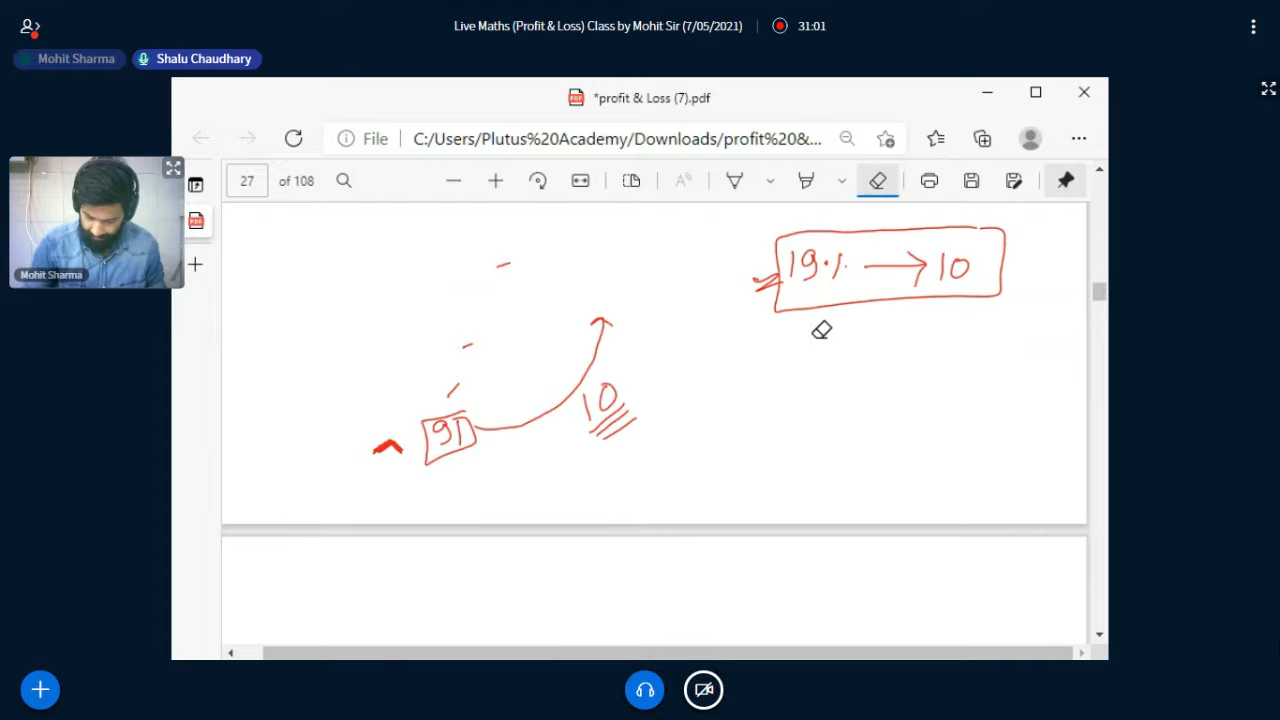 Live Maths (Profit & Loss) Class by Mohit Sir (7/05/2021) 31:01
Mohit Sharma Shalu Chaudhary
*profit & Loss (7).pdf
File C:/Users/Plutus%20Academy/Downloads/profit%20&...
27 of 108
Mohit Sharma
19% → 10
10
91